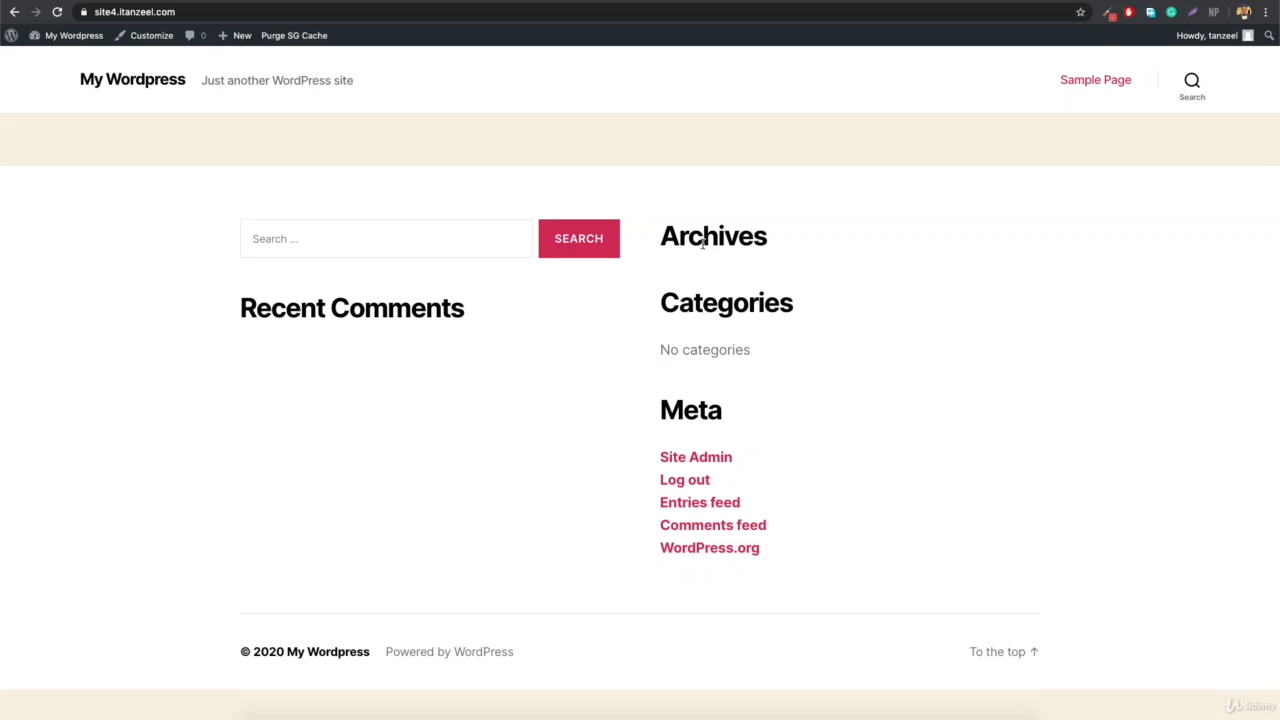 site4.itanzeel.com
NP
My Wordpress
Customize
0
New
Purge SG Cache
Howdy, tanzeel
My Wordpress
Just another WordPress site
Sample Page
Search
Search ...
SEARCH
Recent Comments
Archives
Categories
No categories
Meta
Site Admin
Log out
Entries feed
Comments feed
WordPress.org
© 2020 My Wordpress
Powered by WordPress
To the top ↑
Udemy